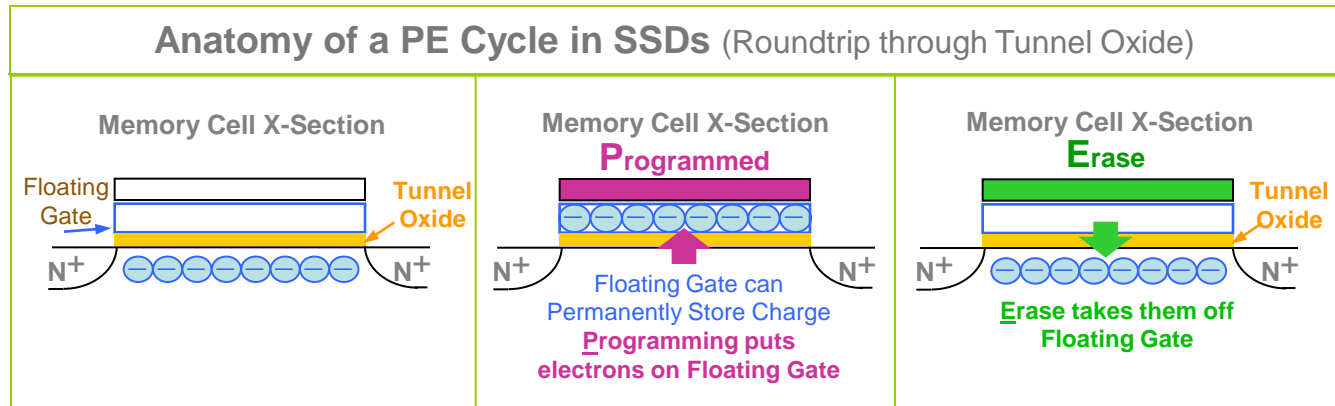 Anatomy of a PE Cycle in SSDs (Roundtrip through Tunnel Oxide)
Memory Cell X-Section
Floating
Gate
Tunnel
Oxide
N+
N+
Memory Cell X-Section
Programmed
Floating Gate can
Permanently Store Charge
Programming puts
electrons on Floating Gate
Memory Cell X-Section
Erase
Tunnel
Oxide
N+
N+
Erase takes them off
Floating Gate